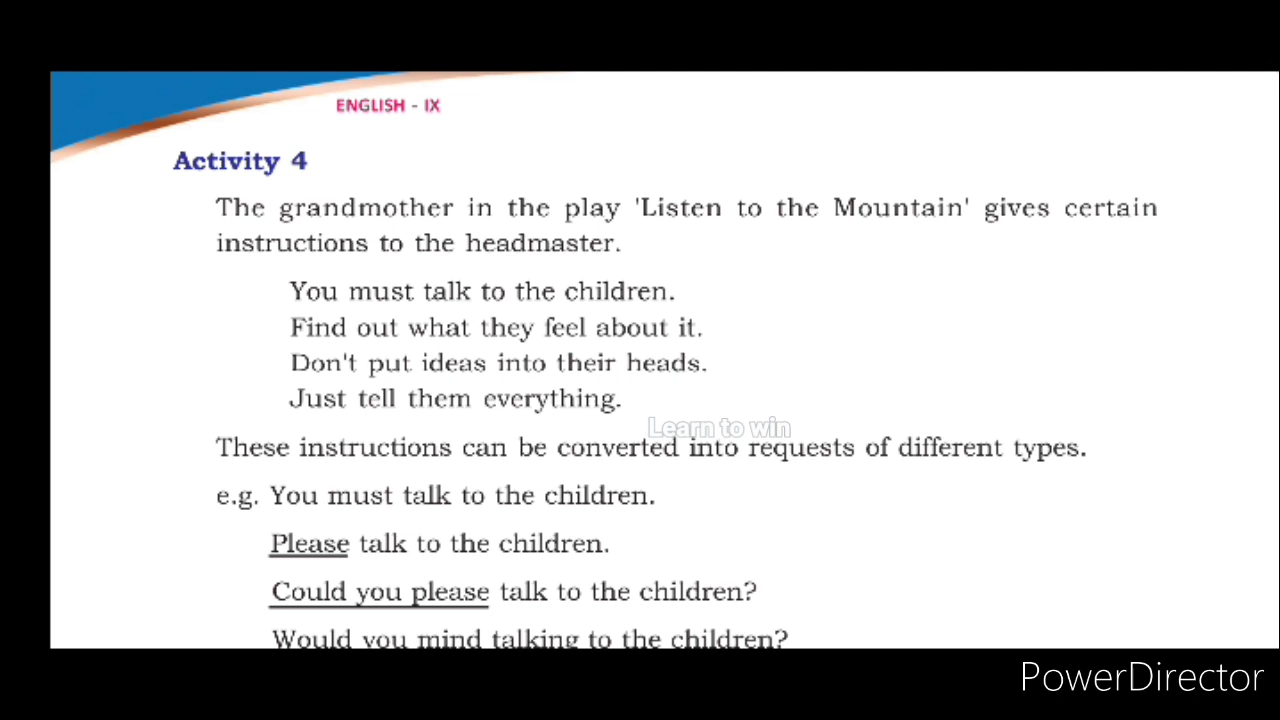 ENGLISH - IX
Activity 4
The grandmother in the play 'Listen to the Mountain' gives certain
instructions to the headmaster.
You must talk to the children.
Find out what they feel about it.
Don't put ideas into their heads.
Just tell them everything.
Learn to win
These instructions can be converted into requests of different types.
e.g. You must talk to the children.
Please talk to the children.
Could you please talk to the children?
Would you mind talking to the children?
PowerDirector